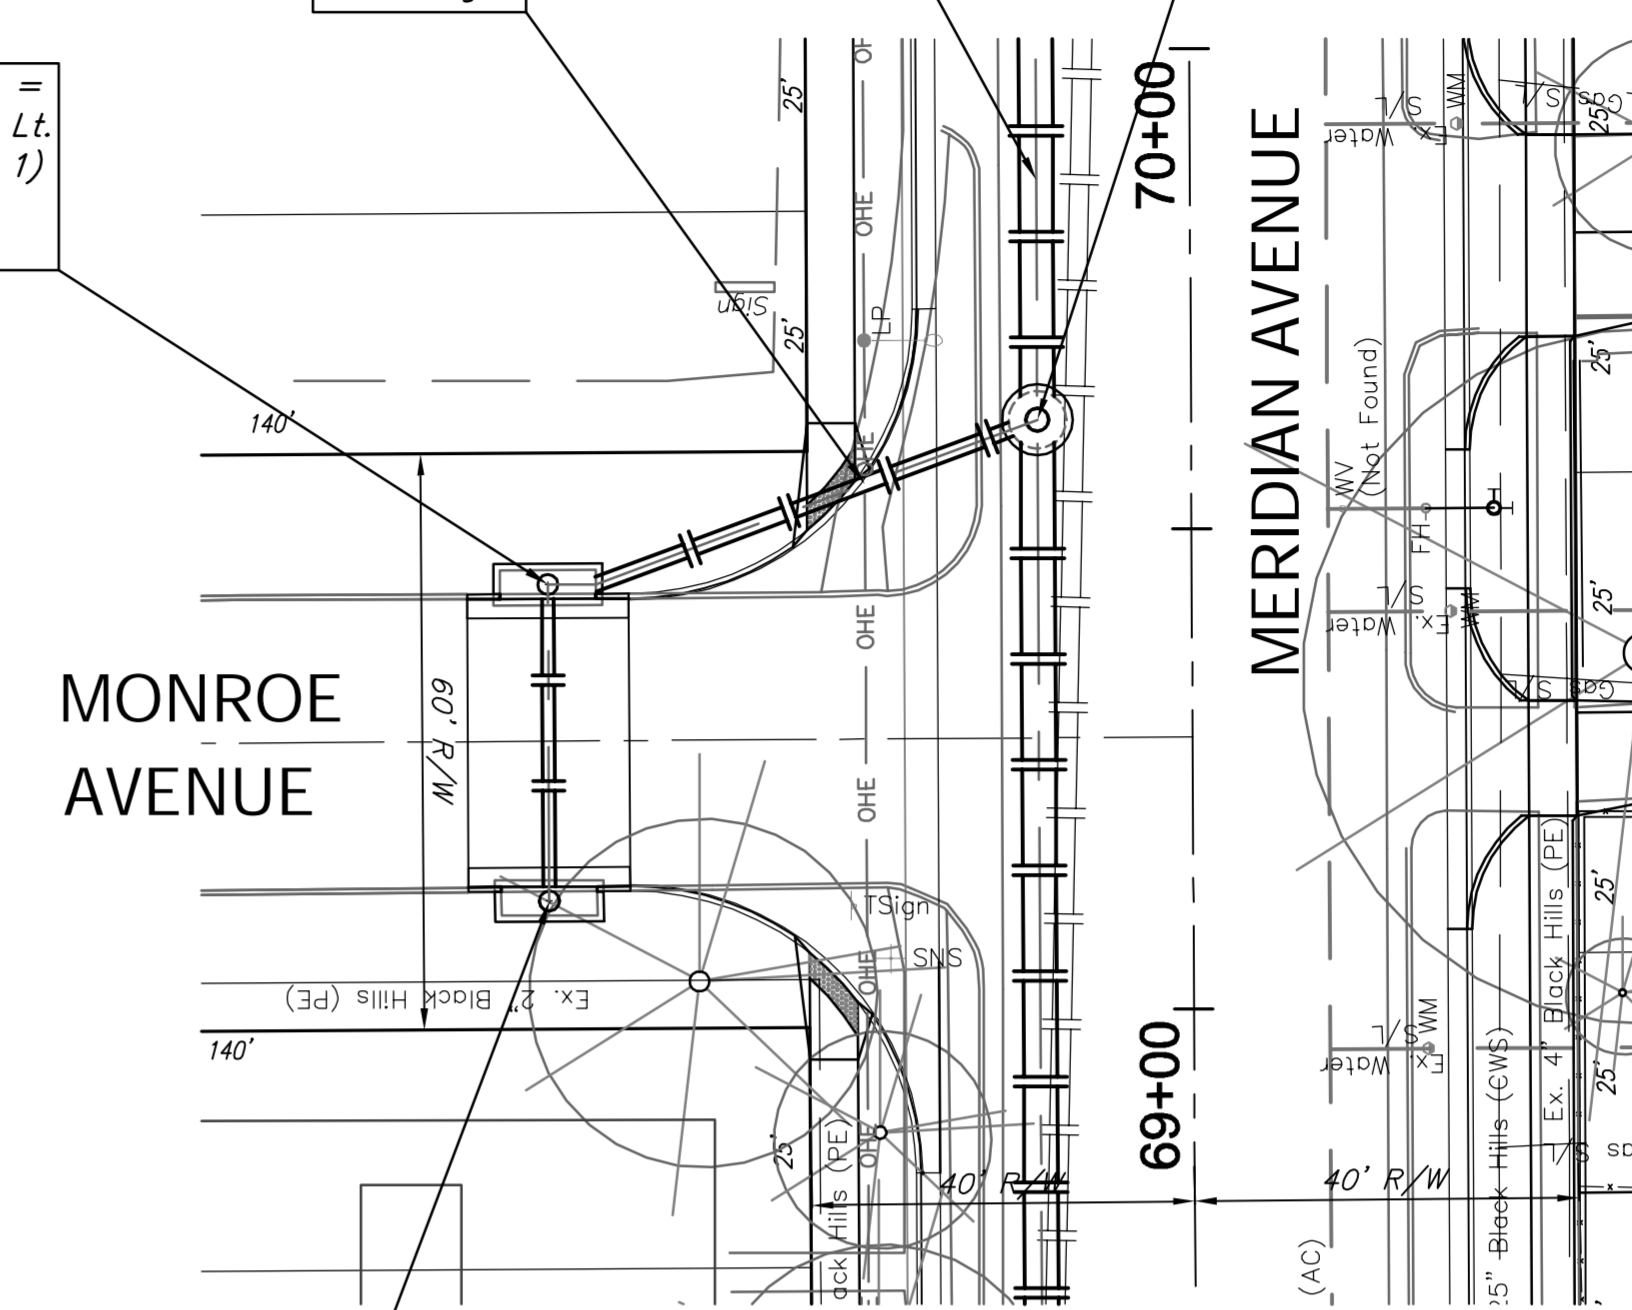 =
Lt.
1)
25'
OHE
70+00
MERIDIAN AVENUE
WM
S/L
Ex. Water
S/L
Gas
25'
Sign
25'
LP
140'
OHE
25'
WV
(Not Found)
FH
25'
S/L
Ex. Water
WM
Gas S/L
OHE
MONROE
AVENUE
60' R/W
OHE
TSign
SNS
OHE
Ex. 2" Black Hills (PE)
140'
69+00
25'
40' R/W
40' R/W
Hills (PE)
WM
S/L
Ex. Water
Black Hills (CWS)
Ex. 4" Black Hills (PE)
25'
25'
S/L
(AC)